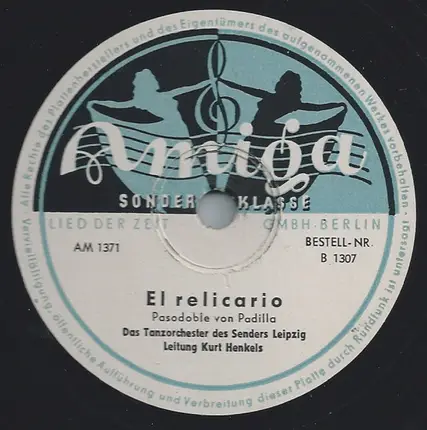 Alle Rechte des Plattenherstellers und des Eigentümers des aufgenommenen Werkes vorbehalten -
Amiga
SONDER KLASSE
LIED DER ZEIT GMBH·BERLIN
AM 1371
BESTELL-NR.
B 1307
El relicario
Pasodoble von Padilla
Das Tanzorchester des Senders Leipzig
Leitung Kurt Henkels
Vervielfältigung, öffentliche Aufführung und Verbreitung dieser Platte durch Rundfunk ist untersagt